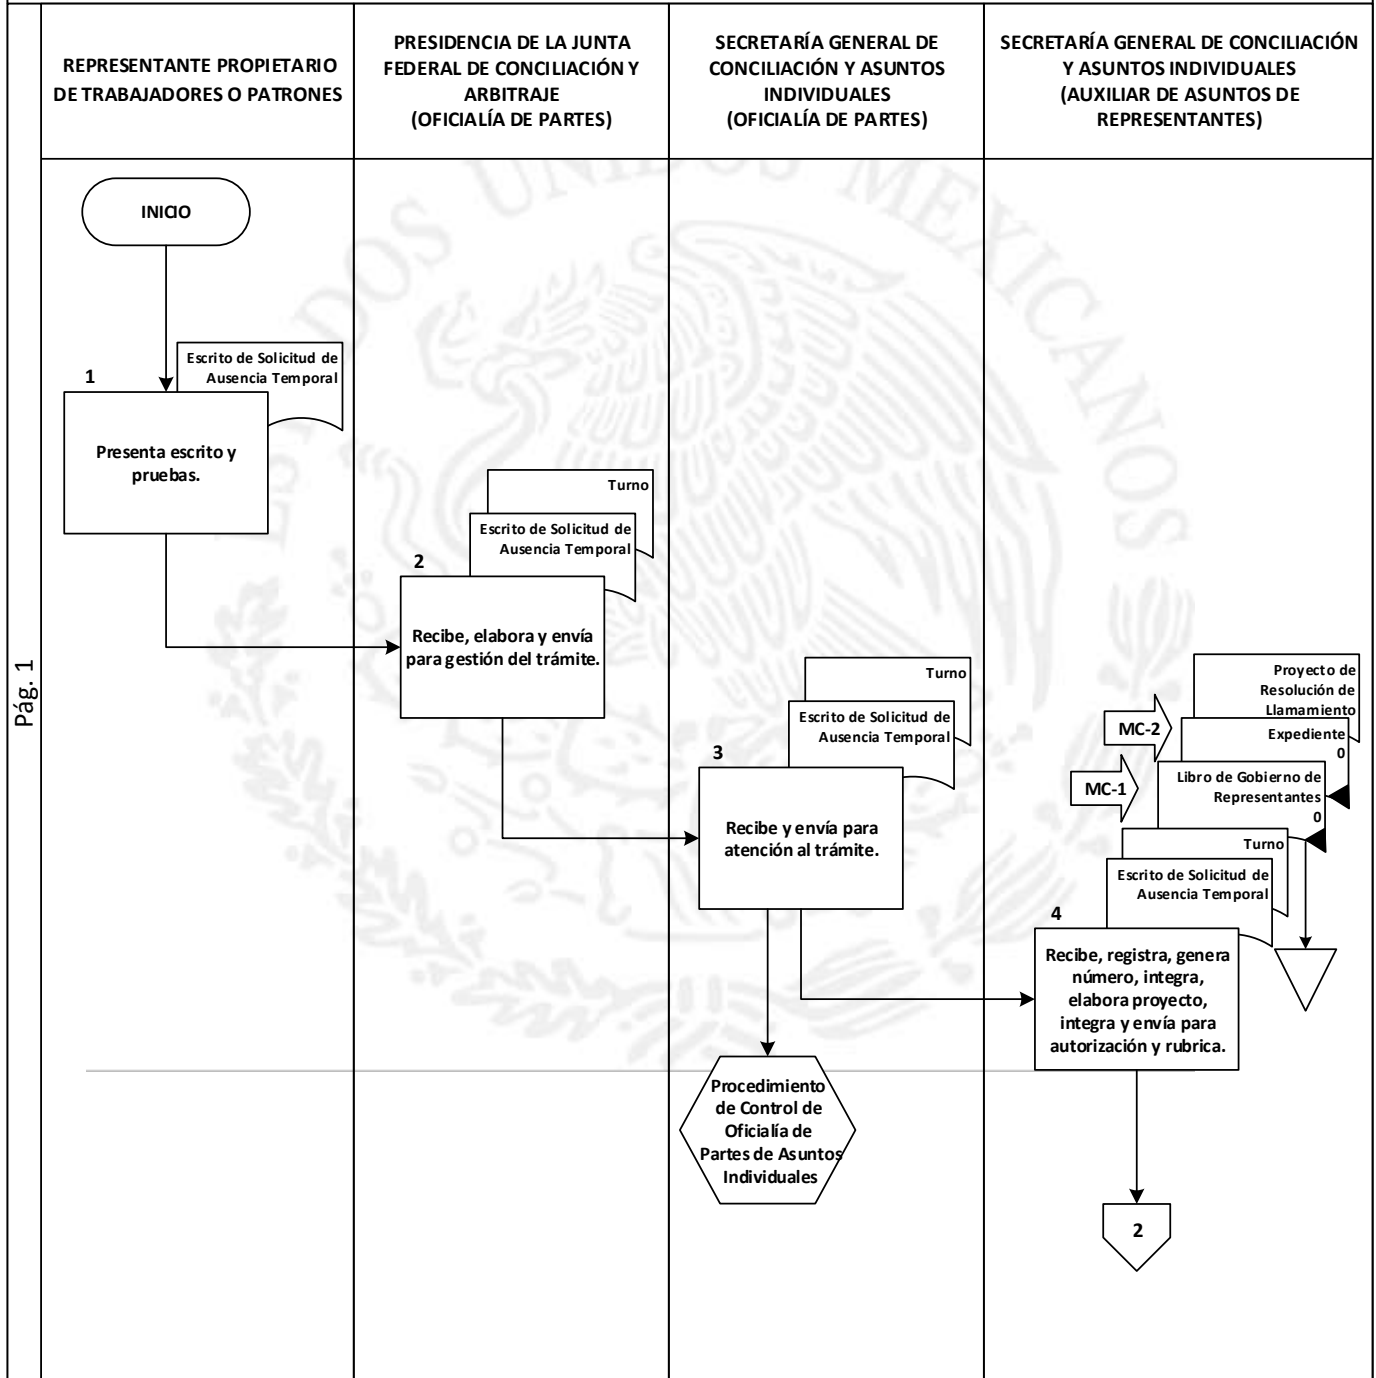 REPRESENTANTE PROPIETARIO
DE TRABAJADORES O PATRONES
PRESIDENCIA DE LA JUNTA
FEDERAL DE CONCILIACIÓN Y
ARBITRAJE
(OFICIALÍA DE PARTES)
SECRETARÍA GENERAL DE
CONCILIACIÓN Y ASUNTOS
INDIVIDUALES
(OFICIALÍA DE PARTES)
SECRETARÍA GENERAL DE CONCILIACIÓN
Y ASUNTOS INDIVIDUALES
(AUXILIAR DE ASUNTOS DE
REPRESENTANTES)
Pág. 1
ESTADOS UNIDOS MEXICANOS
INICIO
Escrito de Solicitud de
Ausencia Temporal
1
Presenta escrito y
pruebas.
Turno
Escrito de Solicitud de
Ausencia Temporal
2
Recibe, elabora y envía
para gestión del trámite.
Turno
Escrito de Solicitud de
Ausencia Temporal
3
Recibe y envía para
atención al trámite.
Procedimiento
de Control de
Oficialía de
Partes de Asuntos
Individuales
Proyecto de
Resolución de
Llamamiento
MC-2
Expediente
0
MC-1
Libro de Gobierno de
Representantes
0
Turno
Escrito de Solicitud de
Ausencia Temporal
4
Recibe, registra, genera
número, integra,
elabora proyecto,
integra y envía para
autorización y rubrica.
2